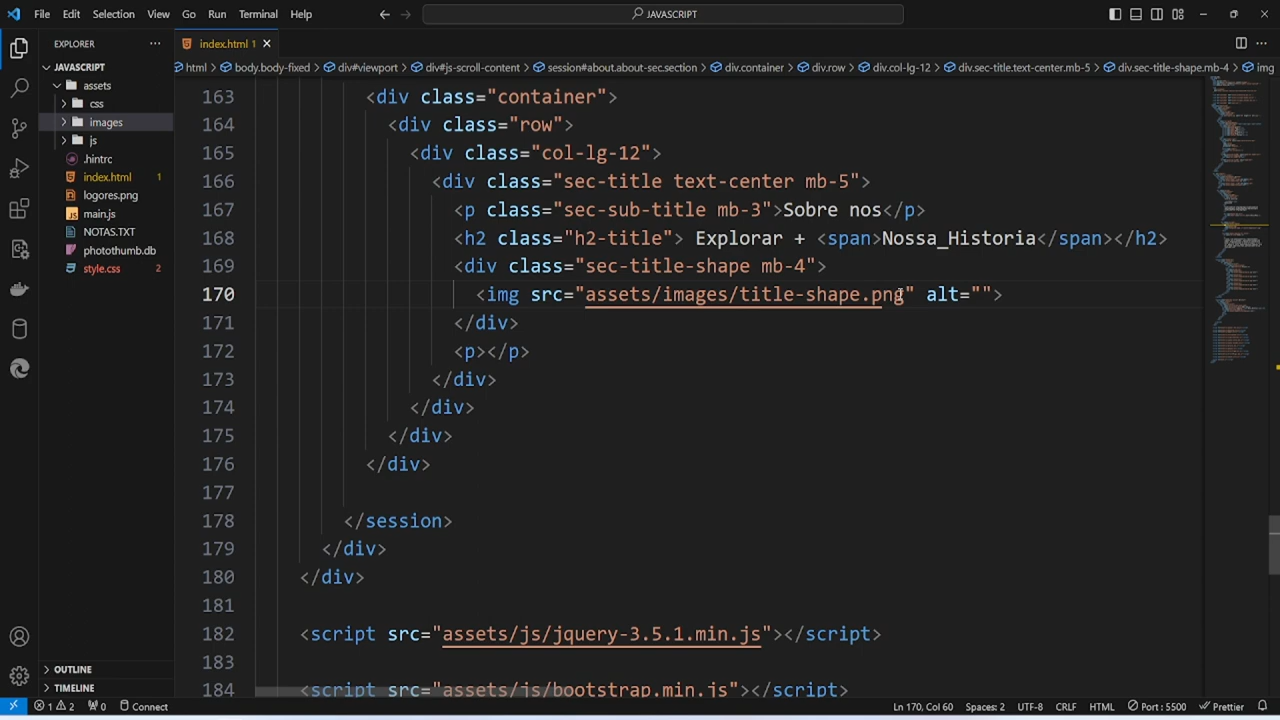 File Edit Selection View Go Run Terminal Help
JAVASCRIPT
EXPLORER
JAVASCRIPT
assets
css
images
js
.hintrc
index.html 1
logores.png
main.js
NOTAS.TXT
photothumb.db
style.css 2
OUTLINE
TIMELINE
index.html 1
html > body.body-fixed > div#viewport > div#js-scroll-content > session#about.about-sec.section > div.container > div.row > div.col-lg-12 > div.sec-title.text-center.mb-5 > div.sec-title-shape.mb-4 > img
163 <div class="container">
164 <div class="row">
165 <div class="col-lg-12">
166 <div class="sec-title text-center mb-5">
167 <p class="sec-sub-title mb-3">Sobre nos</p>
168 <h2 class="h2-title"> Explorar + <span>Nossa_Historia</span></h2>
169 <div class="sec-title-shape mb-4">
170 <img src="assets/images/title-shape.png" alt="">
171 </div>
172 <p></p>
173 </div>
174 </div>
175 </div>
176 </div>
177
178 </session>
179 </div>
180 </div>
181
182 <script src="assets/js/jquery-3.5.1.min.js"></script>
183
184 <script src="assets/js/bootstrap.min.js"></script>
1 2 0 Connect Ln 170, Col 60 Spaces: 2 UTF-8 CRLF HTML Port : 5500 Prettier